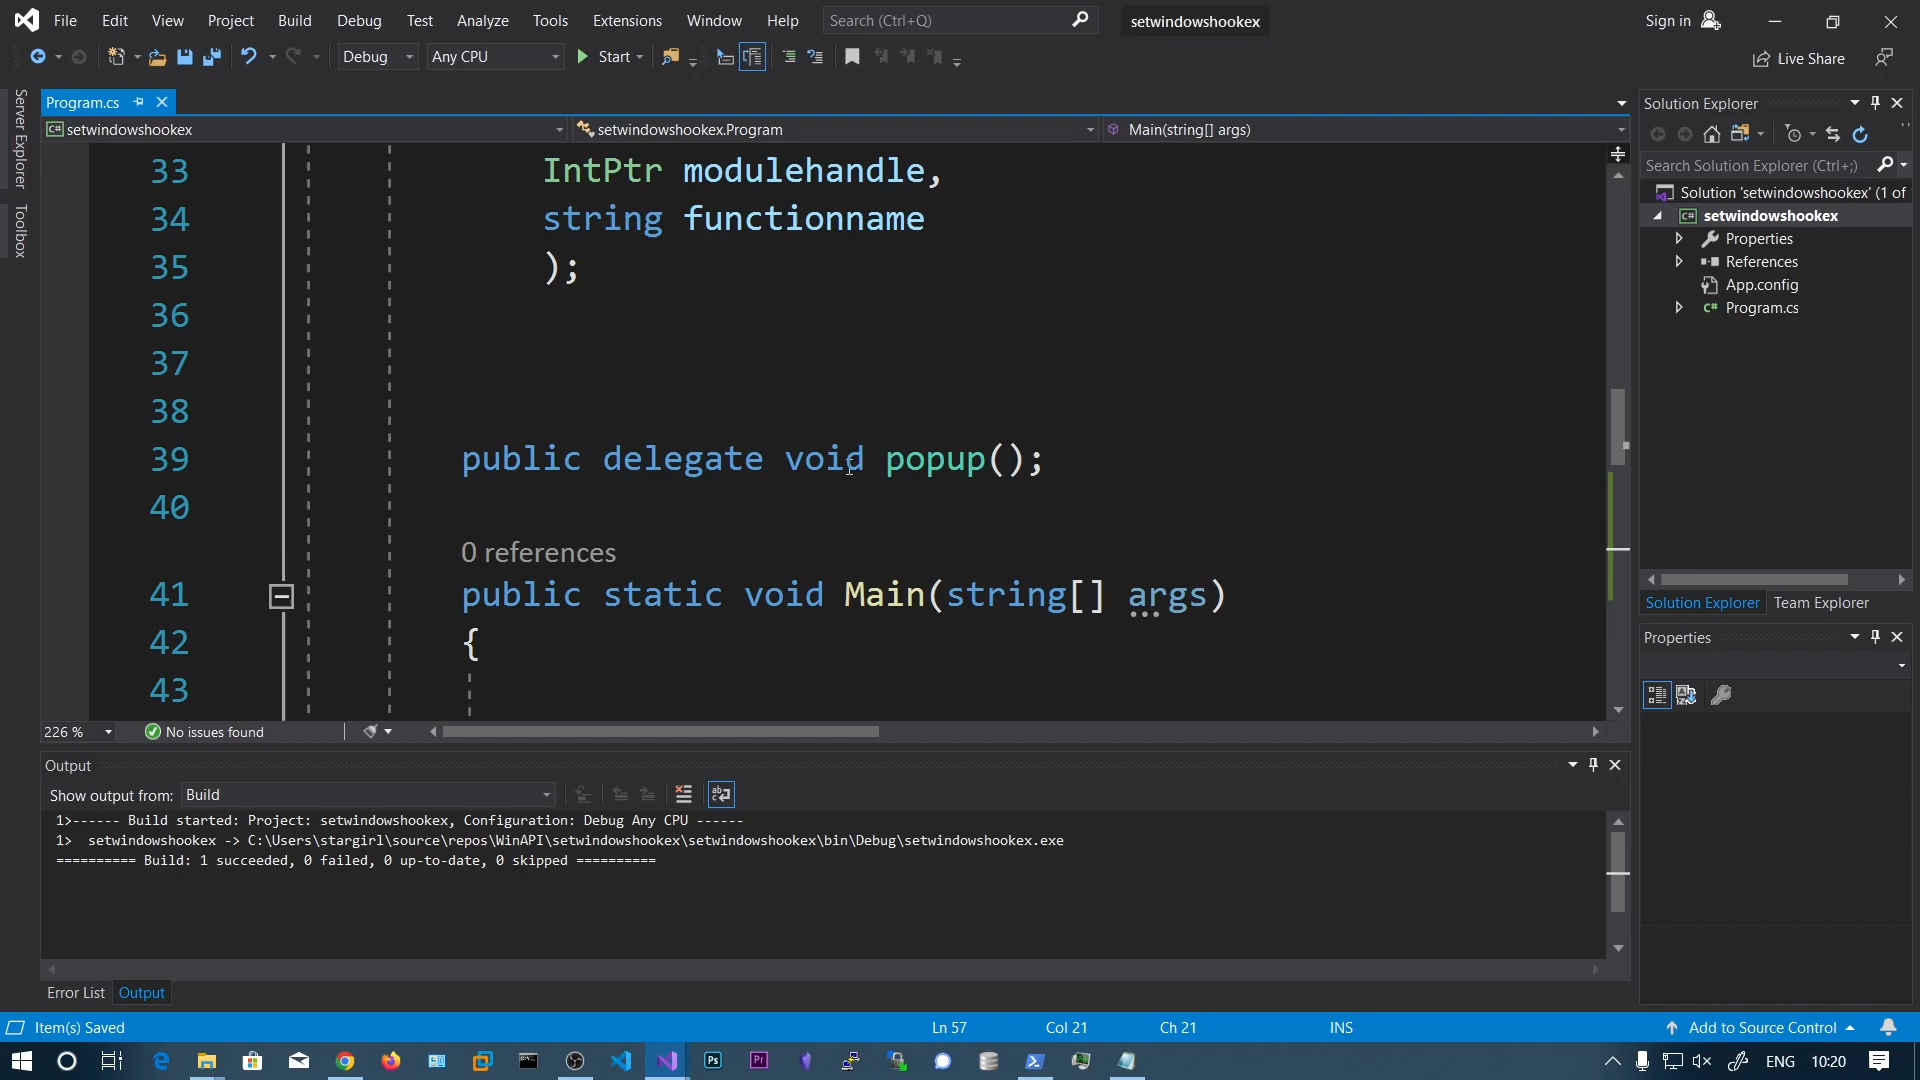 File Edit View Project Build Debug Test Analyze Tools Extensions Window Help Search (Ctrl+Q) setwindowshookex Sign in
Debug Any CPU Start Live Share
Server Explorer
Toolbox
Program.cs
setwindowshookex setwindowshookex.Program Main(string[] args)
33 IntPtr modulehandle,
34 string functionname
35 );
36
37
38
39 public delegate void popup();
40
0 references
41 public static void Main(string[] args)
42 {
43
226 % No issues found
Output
Show output from: Build
1>------ Build started: Project: setwindowshookex, Configuration: Debug Any CPU ------
1> setwindowshookex -> C:\Users\stargirl\source\repos\WinAPI\setwindowshookex\setwindowshookex\bin\Debug\setwindowshookex.exe
========== Build: 1 succeeded, 0 failed, 0 up-to-date, 0 skipped ==========
Error List Output
Solution Explorer
Search Solution Explorer (Ctrl+;)
Solution 'setwindowshookex' (1 of
C# setwindowshookex
Properties
References
App.config
C# Program.cs
Solution Explorer Team Explorer
Properties
Item(s) Saved Ln 57 Col 21 Ch 21 INS Add to Source Control
Ps Pr ENG 10:20